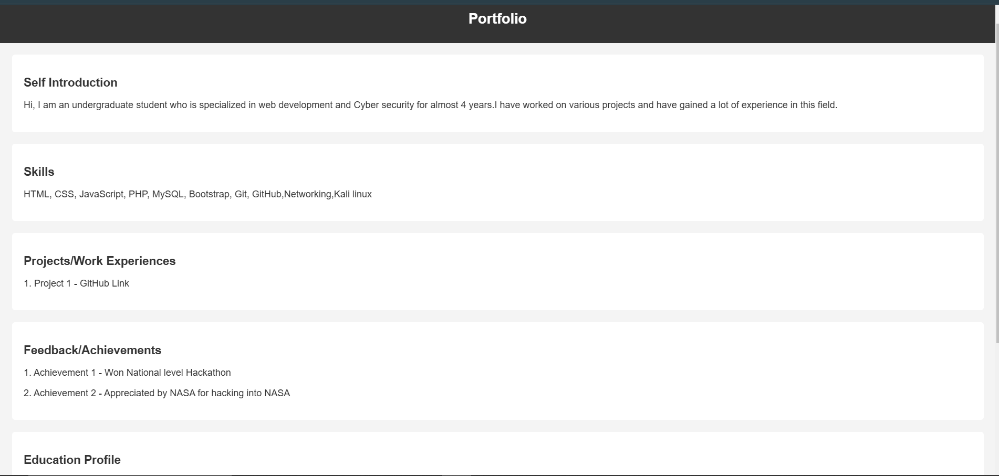 Portfolio
Self Introduction
Hi, I am an undergraduate student who is specialized in web development and Cyber security for almost 4 years.I have worked on various projects and have gained a lot of experience in this field.
Skills
HTML, CSS, JavaScript, PHP, MySQL, Bootstrap, Git, GitHub,Networking,Kali linux
Projects/Work Experiences
1. Project 1 - GitHub Link
Feedback/Achievements
1. Achievement 1 - Won National level Hackathon
2. Achievement 2 - Appreciated by NASA for hacking into NASA
Education Profile